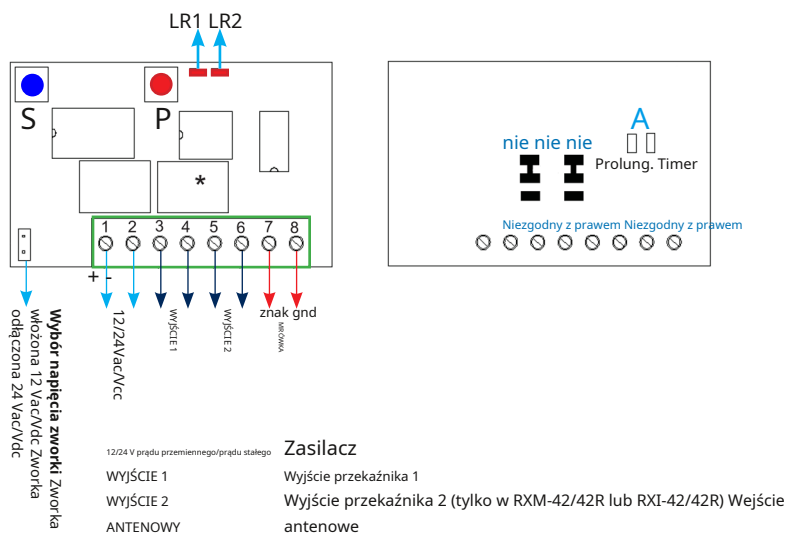 LR1 LR2
S
P
*
1 2 3 4 5 6 7 8
+ -
Wybór napięcia zworki Zworka
włożona 12 Vac/Vdc Zworka
odłączona 24 Vac/Vdc
12/24Vac/Vcc
WYJŚCIE 1
WYJŚCIE 2
znak gnd
MRÓWKA
A
nie nie nie
Prolung. Timer
Niezgodny z prawem Niezgodny z prawem
12/24 V prądu przemiennego/prądu stałego Zasilacz
WYJŚCIE 1 Wyjście przekaźnika 1
WYJŚCIE 2 Wyjście przekaźnika 2 (tylko w RXM-42/42R lub RXI-42/42R) Wejście
ANTENOWY antenowe